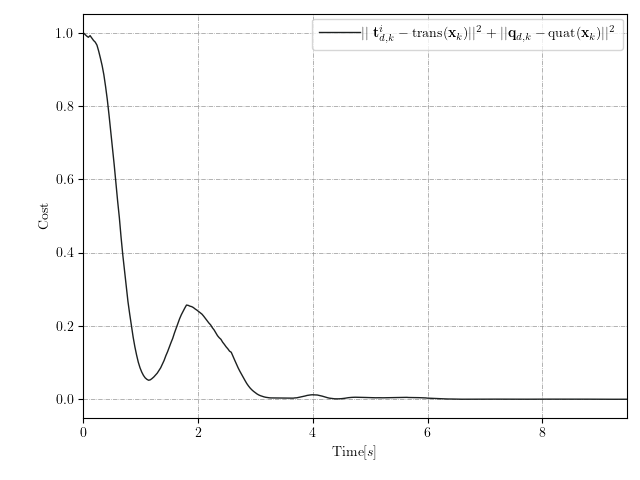 || t^i_{d,k} − trans(x_k)||² + ||q_{d,k} − quat(x_k)||²
1.0
0.8
0.6
0.4
0.2
0.0
Cost
0 2 4 6 8
Time[s]